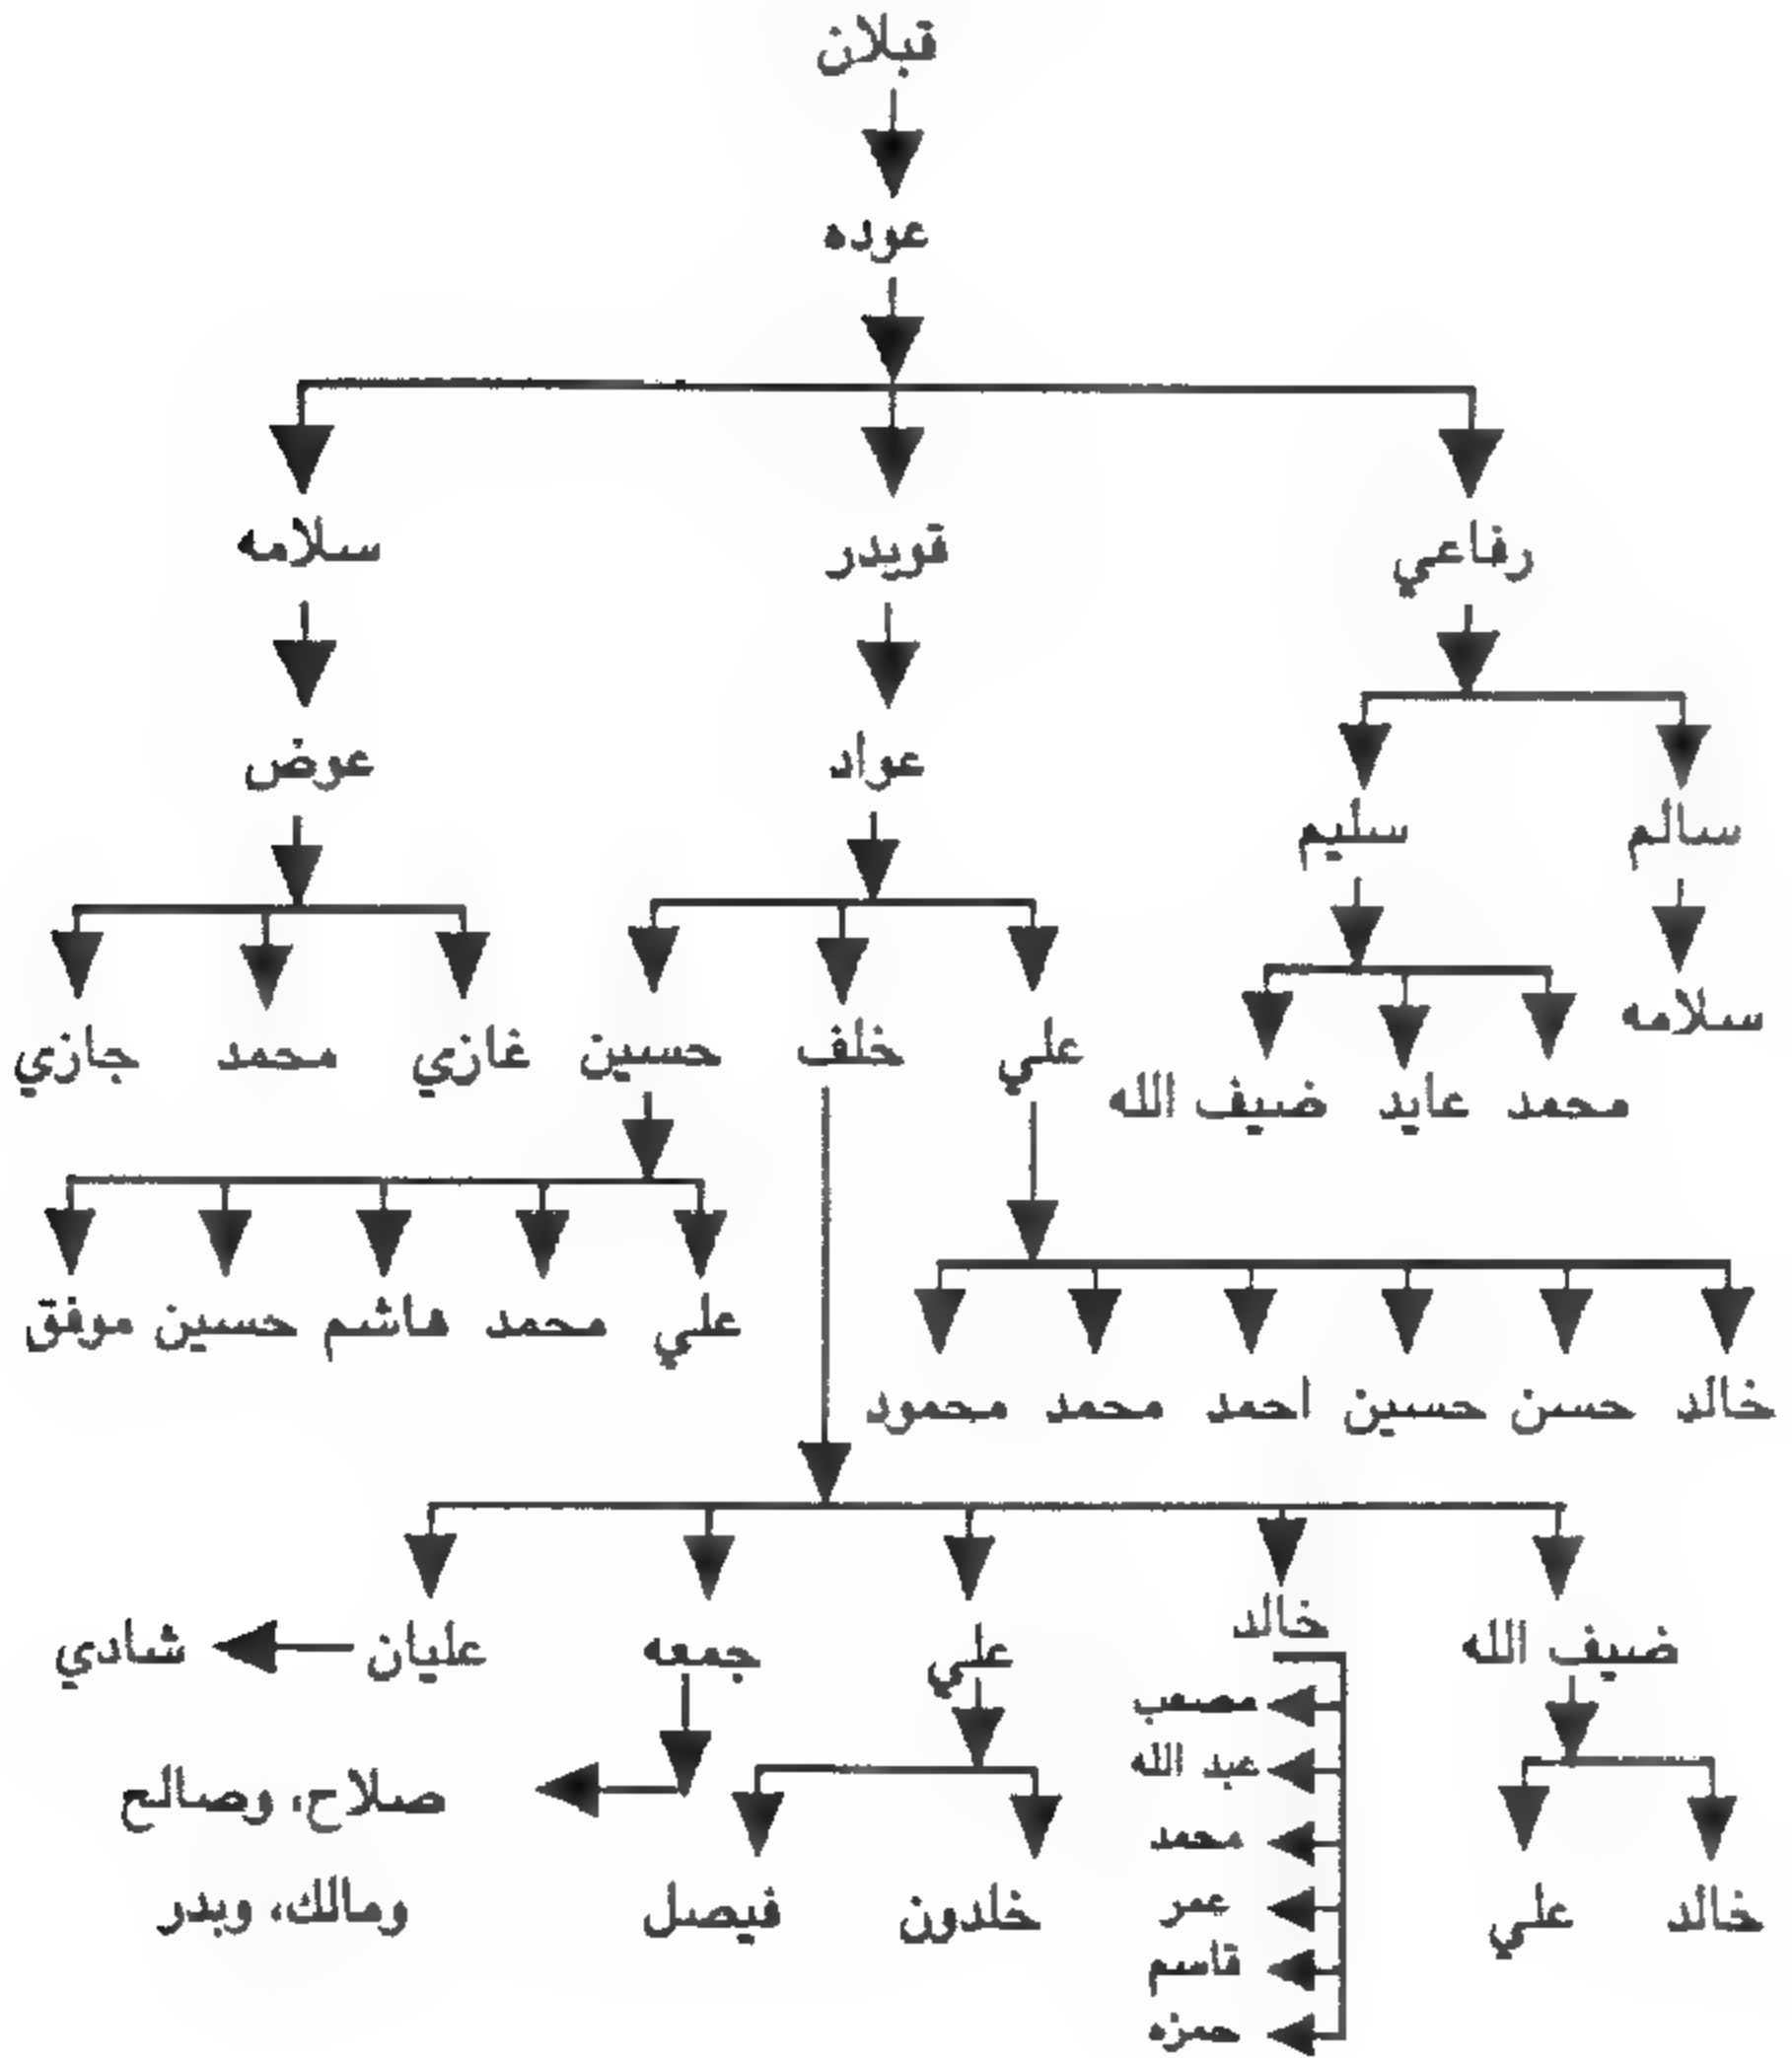 قبلان
عوده
رفاعي قويدر سلامه
عواد عرض
سالم سليم
سلامه
علي خلف حسين غازي محمد جازي
محمد عايد ضيف الله
علي محمد هاشم حسين موفق
خالد حسن حسين احمد محمد محمود
ضيف الله خالد علي جمعه عليان شادي
مصعب
عبد الله
صلاح، وصالح
محمد
خالد علي عمر خلدون فيصل ومالك، وبدر
قاسم
حمزه